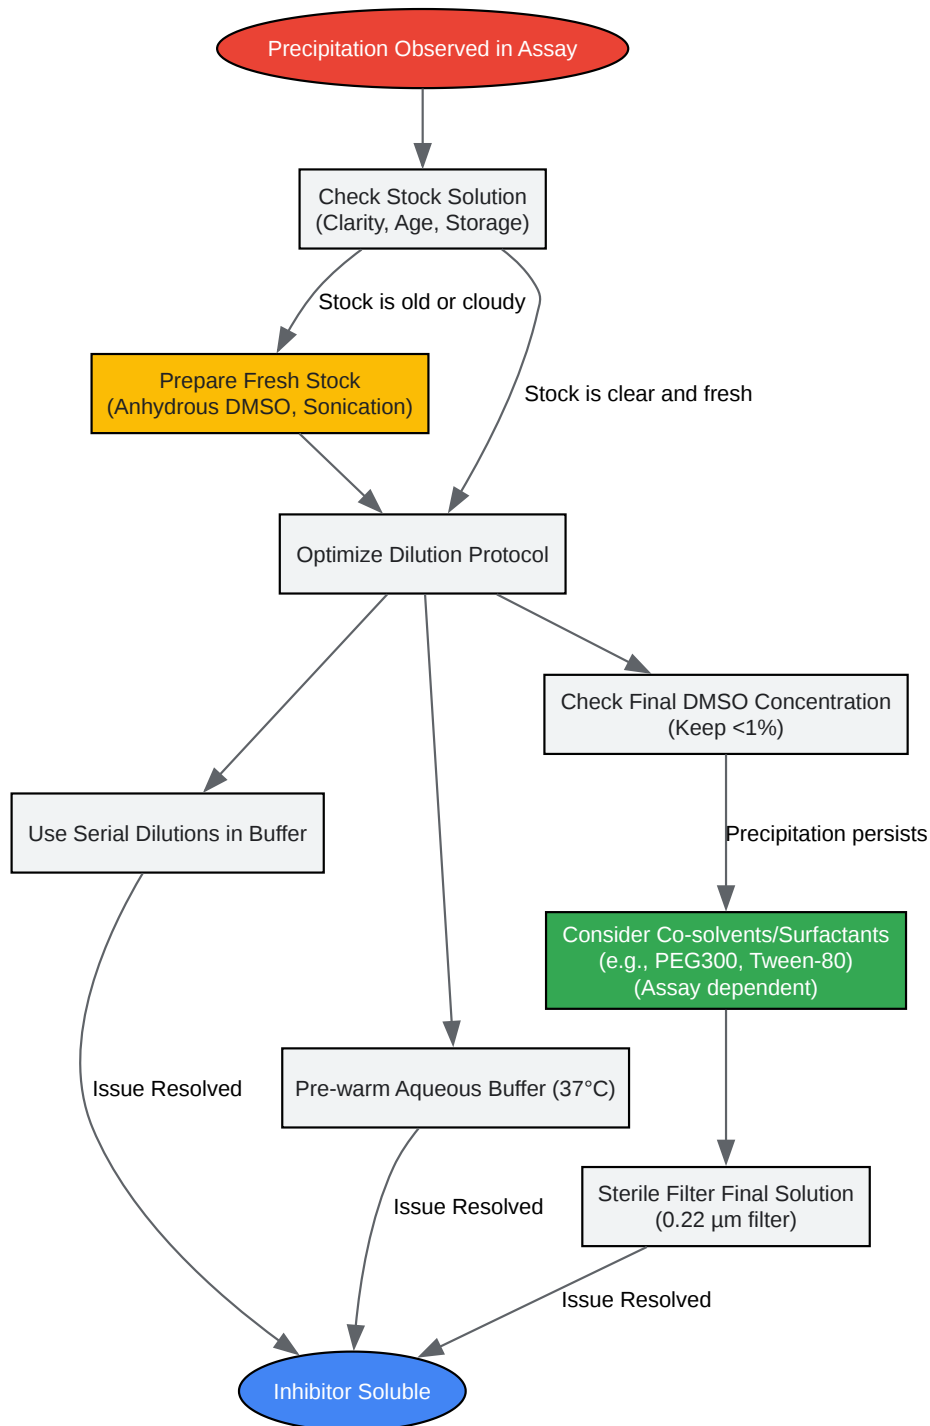 Precipitation Observed in Assay
Check Stock Solution
(Clarity, Age, Storage)
Stock is old or cloudy
Prepare Fresh Stock
(Anhydrous DMSO, Sonication)
Stock is clear and fresh
Optimize Dilution Protocol
Check Final DMSO Concentration
(Keep <1%)
Use Serial Dilutions in Buffer
Precipitation persists
Consider Co-solvents/Surfactants
(e.g., PEG300, Tween-80)
(Assay dependent)
Issue Resolved
Pre-warm Aqueous Buffer (37°C)
Issue Resolved
Sterile Filter Final Solution
(0.22 µm filter)
Issue Resolved
Inhibitor Soluble